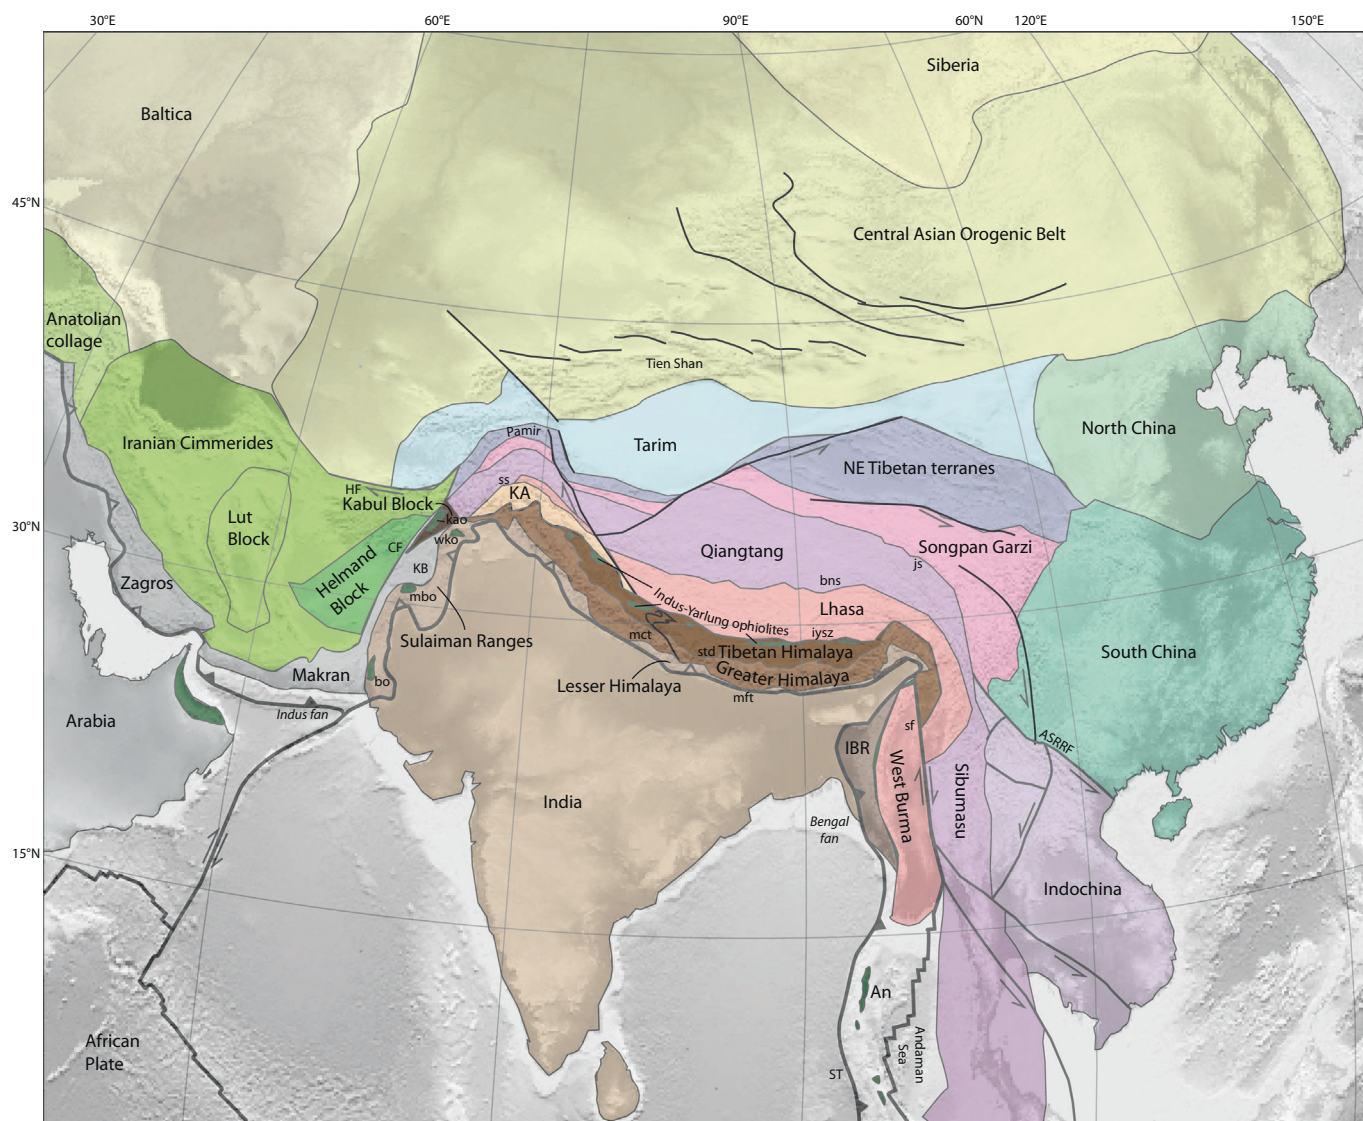 30°E
60°E
90°E
60°N
120°E
150°E
Siberia
Baltica
45°N
Central Asian Orogenic Belt
Anatolian
collage
Tien Shan
Iranian Cimmerides
Pamir
Tarim
North China
NE Tibetan terranes
HF
ss
KA
Kabul Block
Lut
Block
kao
30°N
wko
CF
Qiangtang
Songpan Garzi
js
Helmand
Block
KB
Zagros
bns
mbo
Indus-Yarlung ophiolites
Lhasa
Sulaiman Ranges
mct
iysz
std
Tibetan Himalaya
South China
Makran
bo
Lesser Himalaya
Greater Himalaya
mft
Indus fan
Arabia
sf
ASRRF
IBR
West Burma
Sibumasu
India
Bengal
fan
15°N
Indochina
An
African
Plate
Andaman
Sea
ST